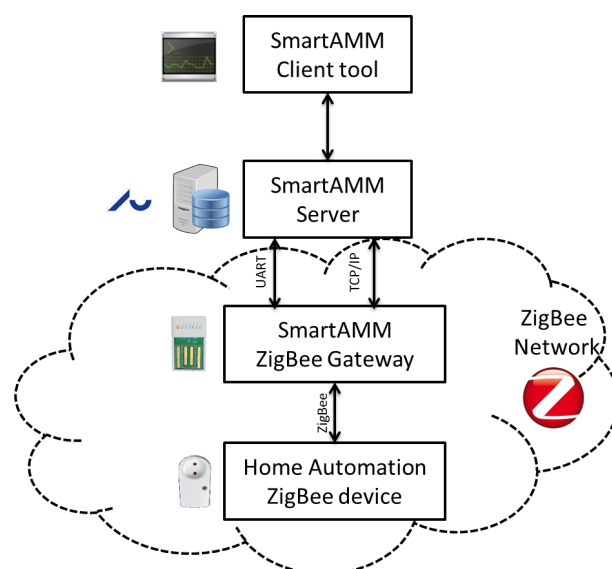 SmartAMM
Client tool
SmartAMM
Server
UART
TCP/IP
SmartAMM
ZigBee Gateway
ZigBee
Network
ZigBee
Home Automation
ZigBee device